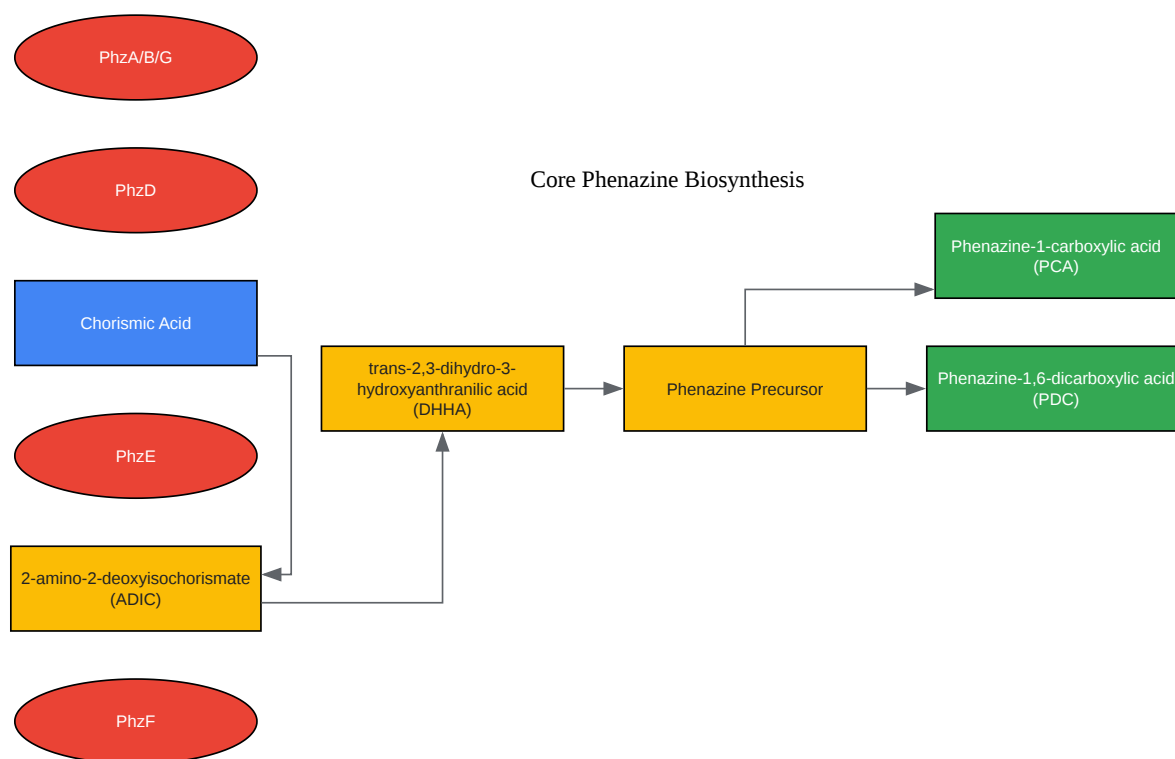 PhzA/B/G
PhzD
Core Phenazine Biosynthesis
Phenazine-1-carboxylic acid
(PCA)
Chorismic Acid
trans-2,3-dihydro-3-
hydroxyanthranilic acid
(DHHA)
Phenazine Precursor
Phenazine-1,6-dicarboxylic acid
(PDC)
PhzE
2-amino-2-deoxyisochorismate
(ADIC)
PhzF